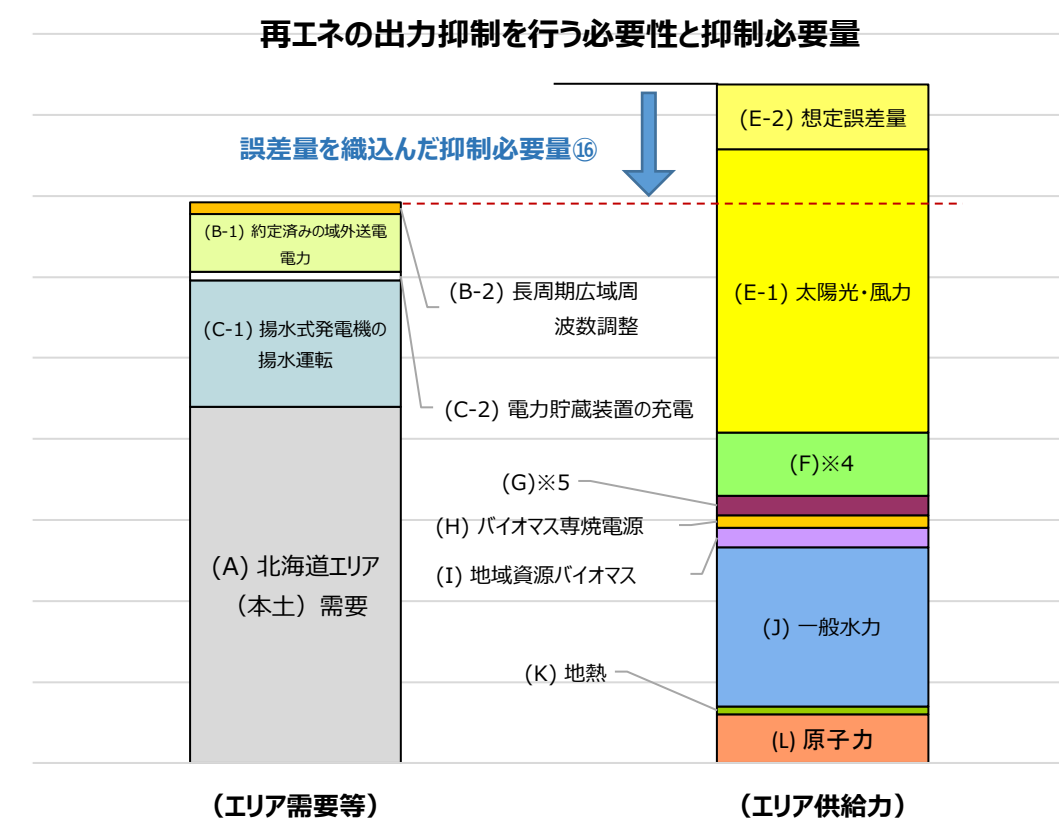 再エネの出力抑制を行う必要性と抑制必要量
誤差量を織込んだ抑制必要量⑯
(B-1) 約定済みの域外送電
電力
(C-1) 揚水式発電機の
揚水運転
(A) 北海道エリア
（本土）需要
(B-2) 長周期広域周
波数調整
(C-2) 電力貯蔵装置の充電
(G)※5
(H) バイオマス専焼電源
(I) 地域資源バイオマス
(K) 地熱
(E-2) 想定誤差量
(E-1) 太陽光・風力
(F)※4
(J) 一般水力
(L) 原子力
（エリア需要等）
（エリア供給力）